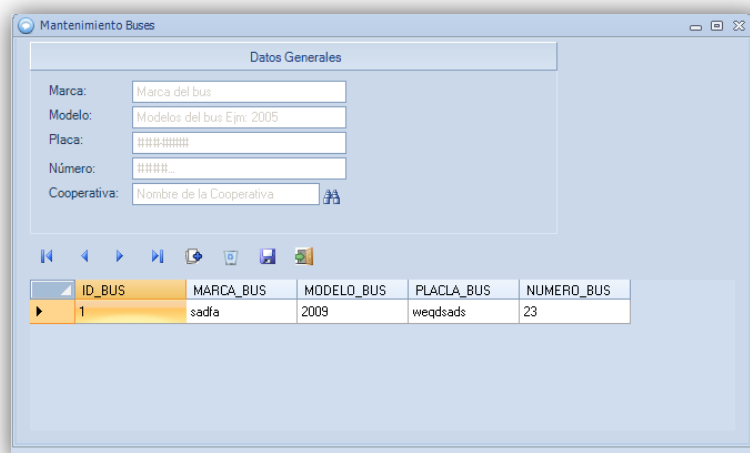 Mantenimiento Buses
Datos Generales
Marca: Marca del bus
Modelo: Modelos del bus Ejm: 2005
Placa: ###-####
Número: ####...
Cooperativa: Nombre de la Cooperativa
ID_BUS MARCA_BUS MODELO_BUS PLACLA_BUS NUMERO_BUS
1 sadfa 2009 weqdsads 23